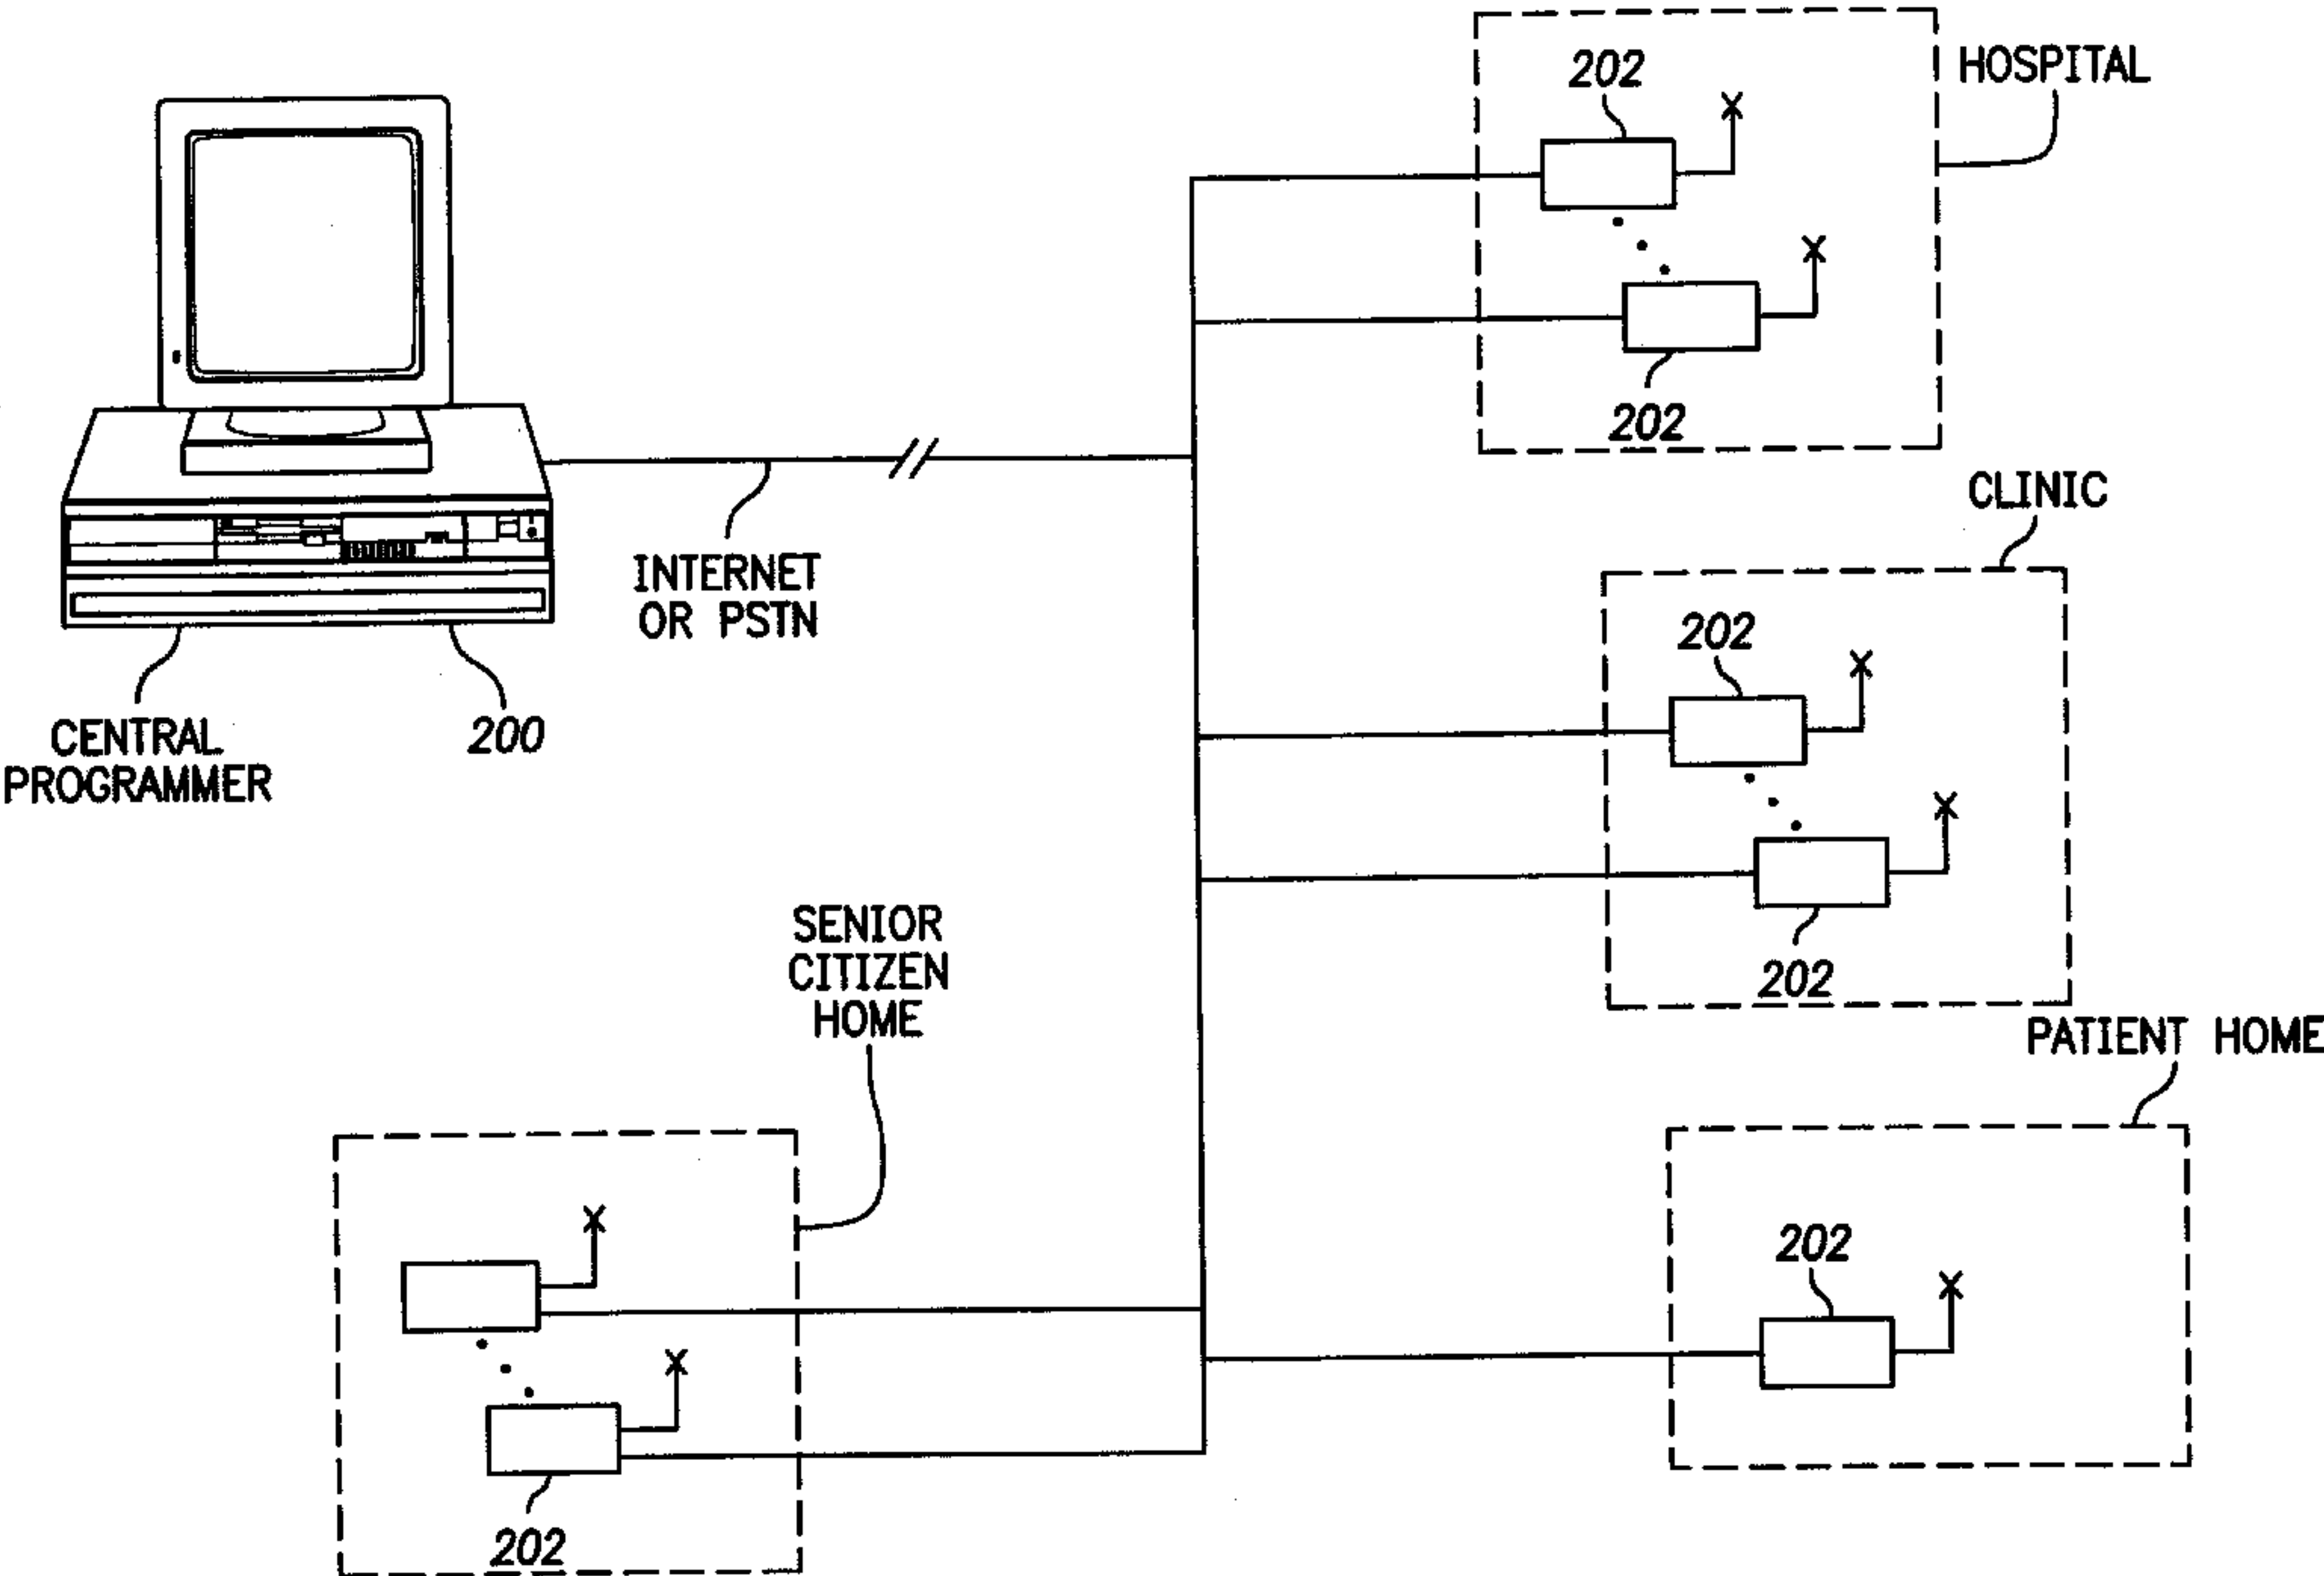 202
HOSPITAL
202
CLINIC
INTERNET
OR PSTN
202
CENTRAL
PROGRAMMER
200
SENIOR
CITIZEN
HOME
202
PATIENT HOME
202
202